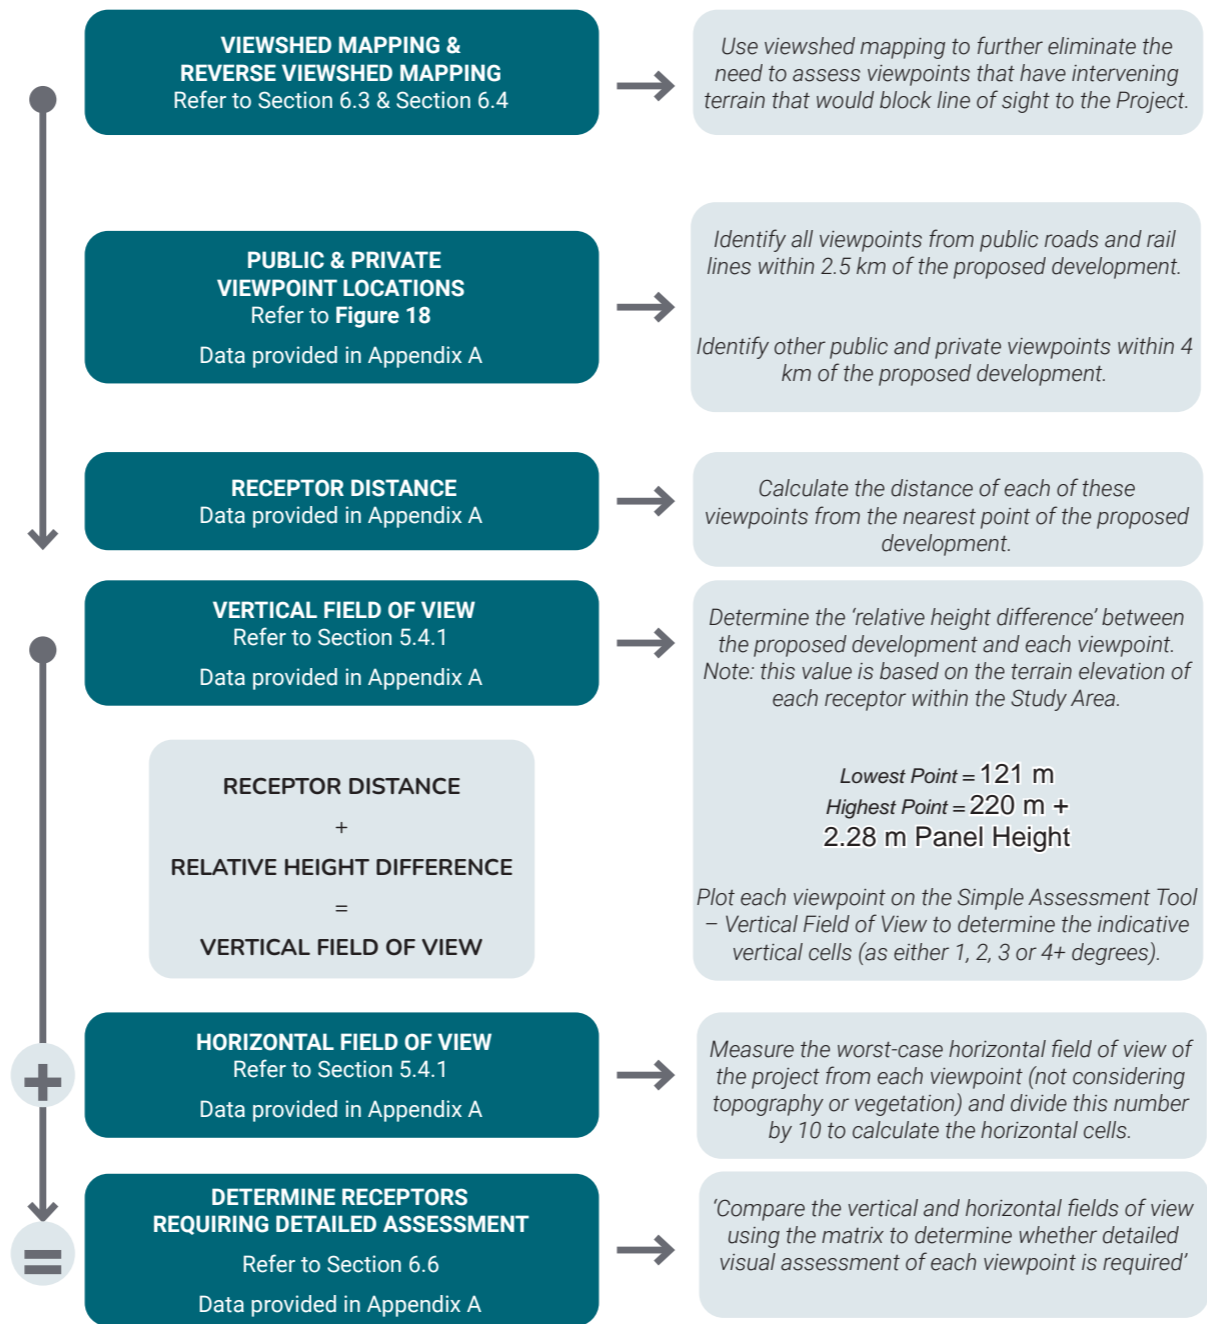 VIEWSHED MAPPING &
REVERSE VIEWSHED MAPPING
Refer to Section 6.3 & Section 6.4
Use viewshed mapping to further eliminate the
need to assess viewpoints that have intervening
terrain that would block line of sight to the Project.
PUBLIC & PRIVATE
VIEWPOINT LOCATIONS
Refer to Figure 18
Data provided in Appendix A
Identify all viewpoints from public roads and rail
lines within 2.5 km of the proposed development.
Identify other public and private viewpoints within 4
km of the proposed development.
RECEPTOR DISTANCE
Data provided in Appendix A
Calculate the distance of each of these
viewpoints from the nearest point of the proposed
development.
VERTICAL FIELD OF VIEW
Refer to Section 5.4.1
Data provided in Appendix A
Determine the ‘relative height difference’ between
the proposed development and each viewpoint.
Note: this value is based on the terrain elevation of
each receptor within the Study Area.
Lowest Point = 121 m
Highest Point = 220 m +
2.28 m Panel Height
Plot each viewpoint on the Simple Assessment Tool
– Vertical Field of View to determine the indicative
vertical cells (as either 1, 2, 3 or 4+ degrees).
RECEPTOR DISTANCE
+
RELATIVE HEIGHT DIFFERENCE
=
VERTICAL FIELD OF VIEW
+
HORIZONTAL FIELD OF VIEW
Refer to Section 5.4.1
Data provided in Appendix A
Measure the worst-case horizontal field of view of
the project from each viewpoint (not considering
topography or vegetation) and divide this number
by 10 to calculate the horizontal cells.
=
DETERMINE RECEPTORS
REQUIRING DETAILED ASSESSMENT
Refer to Section 6.6
Data provided in Appendix A
‘Compare the vertical and horizontal fields of view
using the matrix to determine whether detailed
visual assessment of each viewpoint is required’